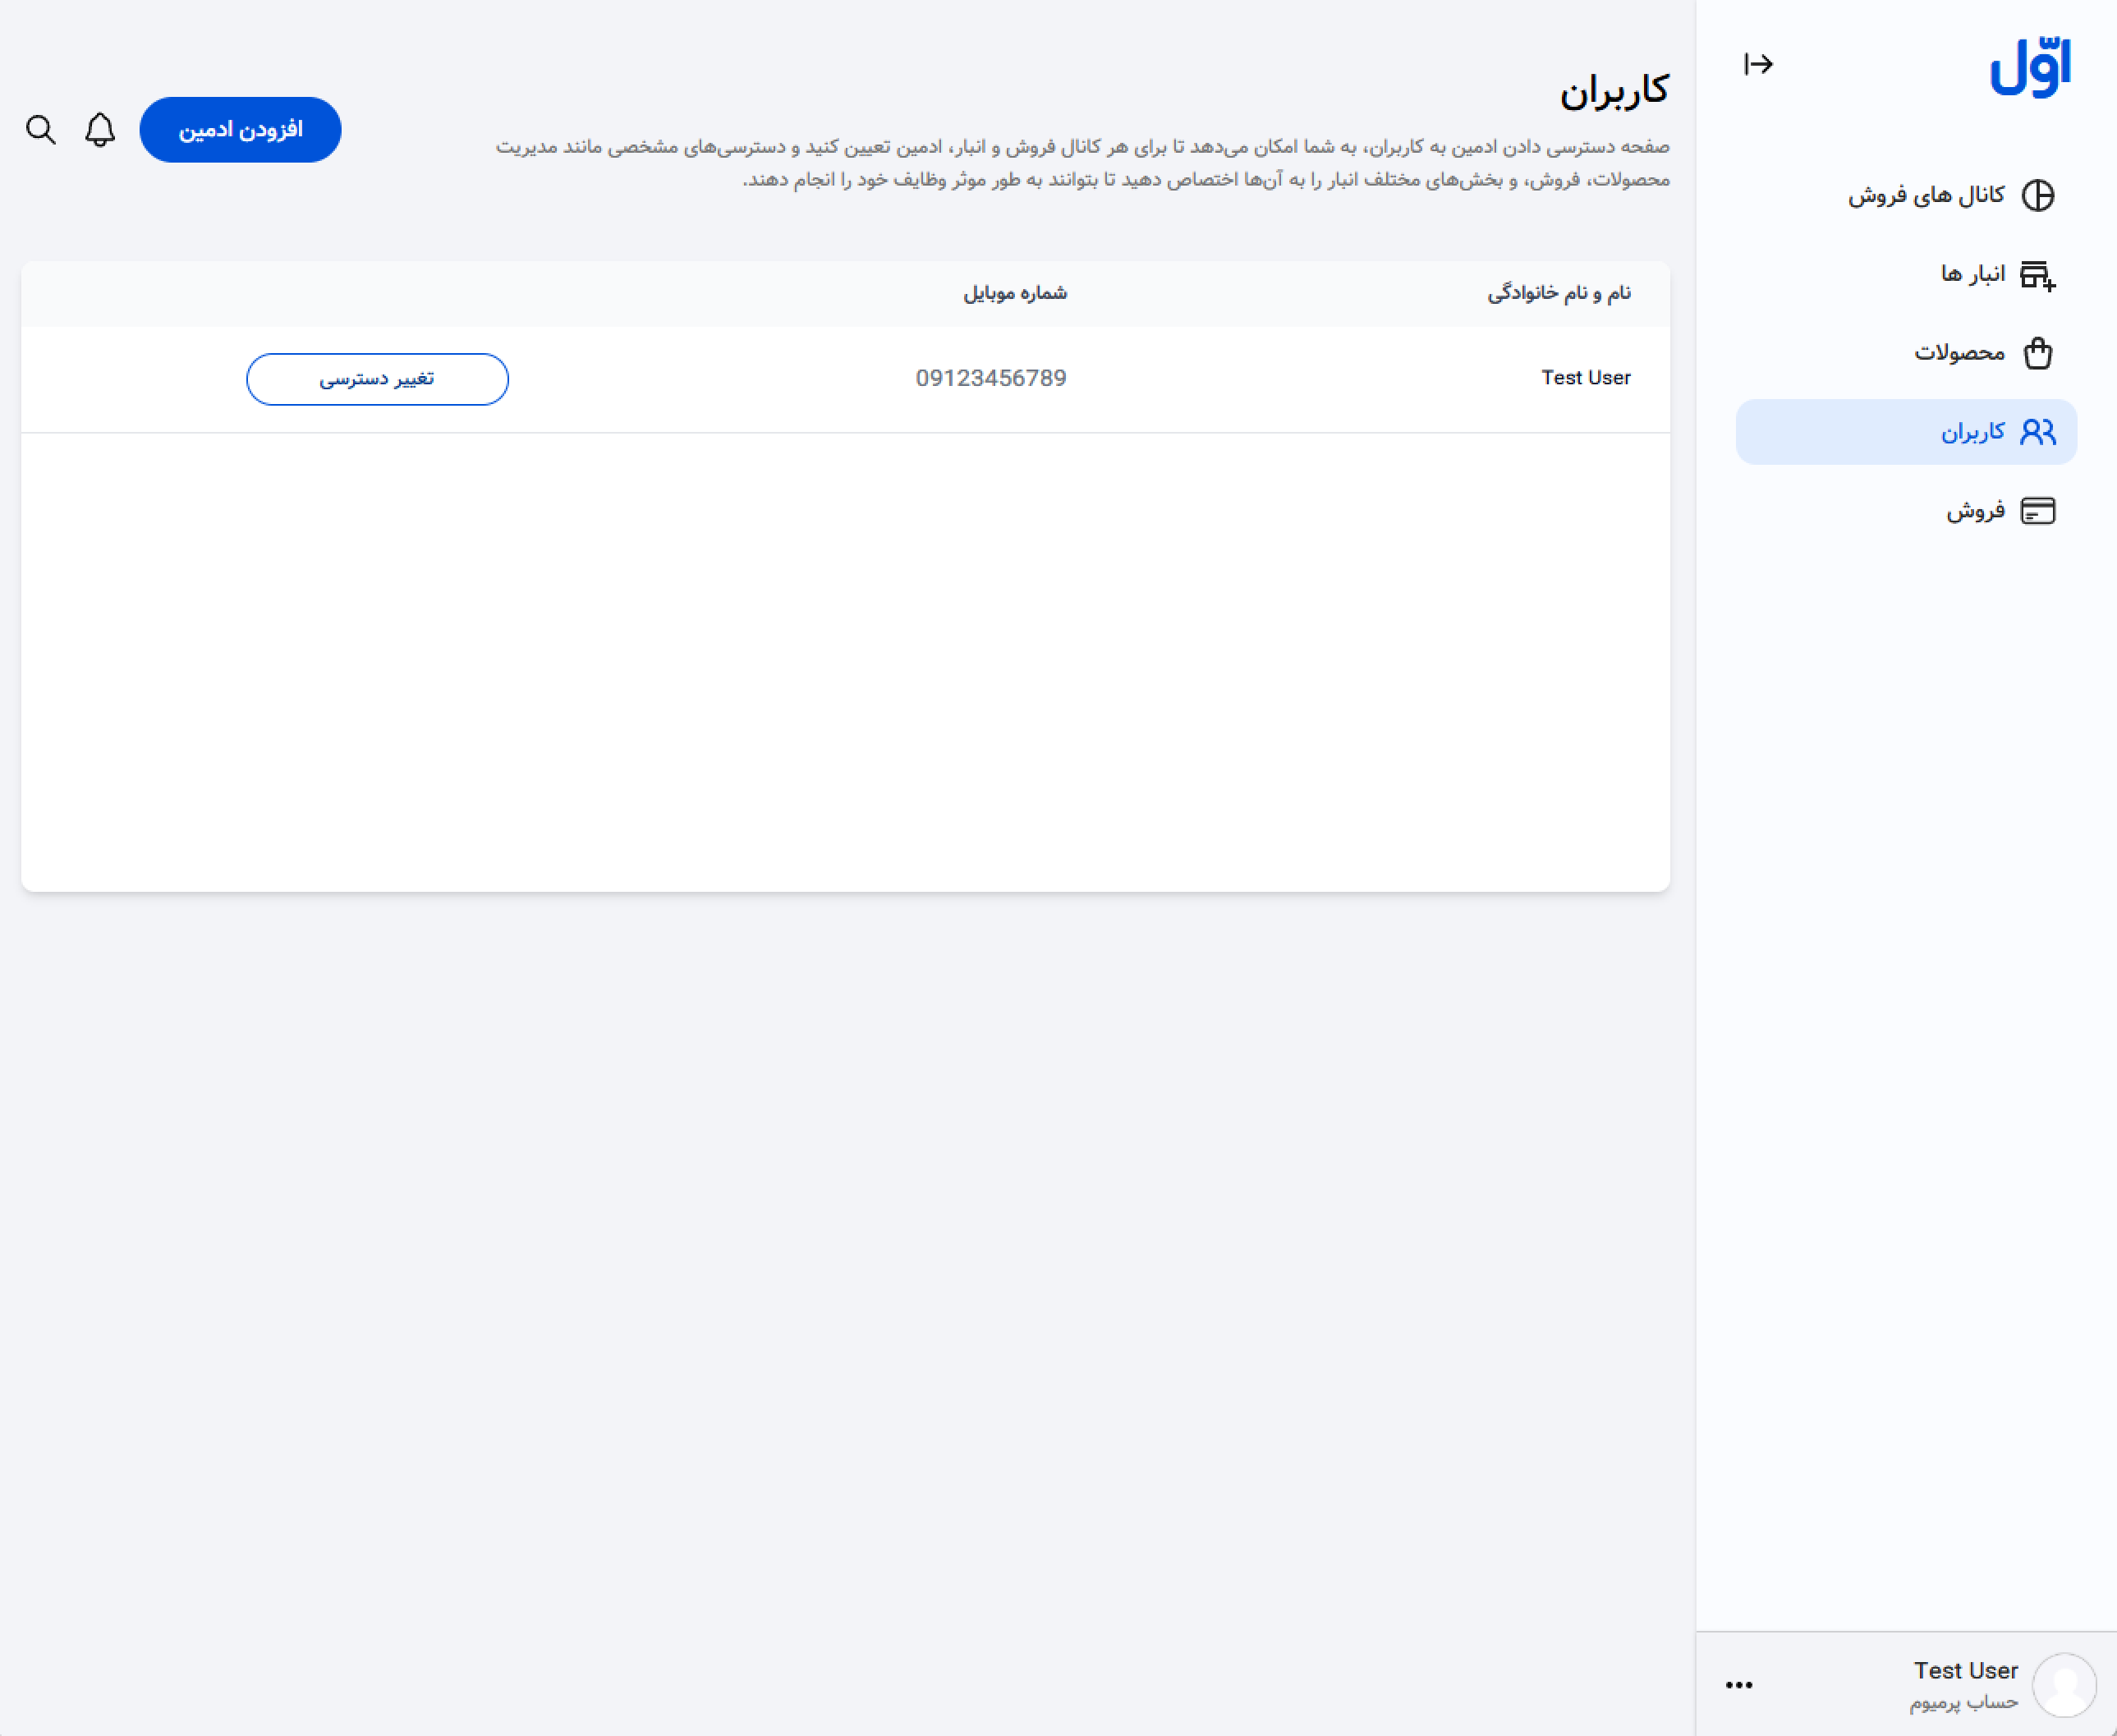 اوّل
کانال های فروش
انبار ها
محصولات
کاربران
فروش
Test User
حساب پرمیوم
کاربران
صفحه دسترسی دادن ادمین به کاربران، به شما امکان می‌دهد تا برای هر کانال فروش و انبار، ادمین تعیین کنید و دسترسی‌های مشخصی مانند مدیریت
محصولات، فروش، و بخش‌های مختلف انبار را به آن‌ها اختصاص دهید تا بتوانند به طور موثر وظایف خود را انجام دهند.
افزودن ادمین
نام و نام خانوادگی
شماره موبایل
Test User
09123456789
تغییر دسترسی